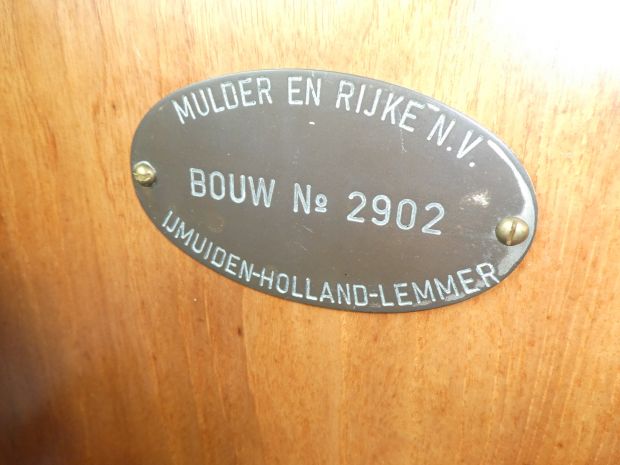 MULDER EN RIJKE N.V.
BOUW № 2902
IJMUIDEN-HOLLAND-LEMMER